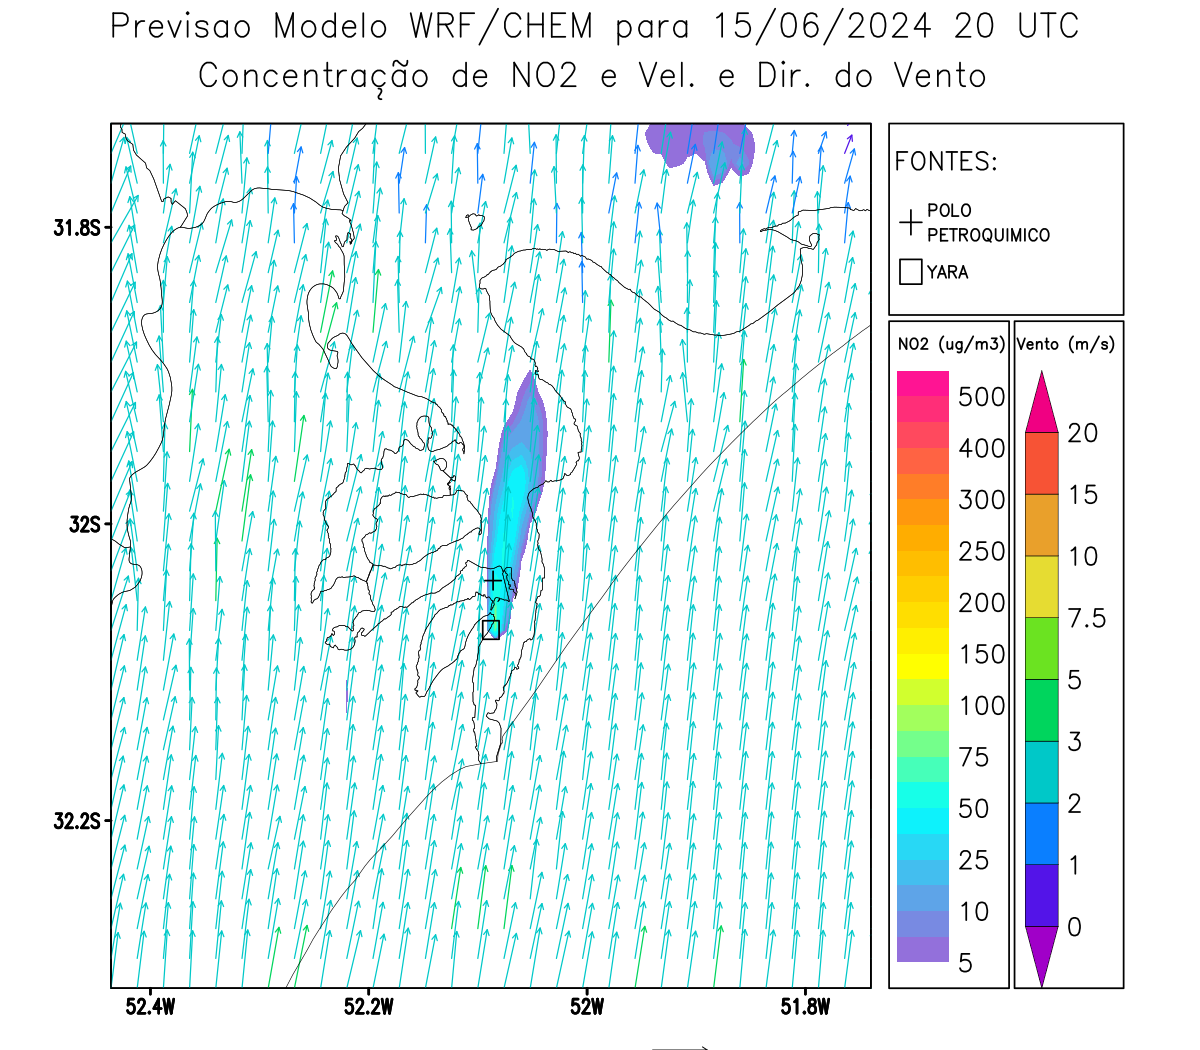 Previsao Modelo WRF/CHEM para 15/06/2024 20 UTC
Concentração de NO2 e Vel. e Dir. do Vento
FONTES:
POLO
PETROQUIMICO
YARA
31.8S
32S
32.2S
52.4W
52.2W
52W
51.8W
NO2 (ug/m3)
500
400
300
250
200
150
100
75
50
25
10
5
Vento (m/s)
20
15
10
7.5
5
3
2
1
0